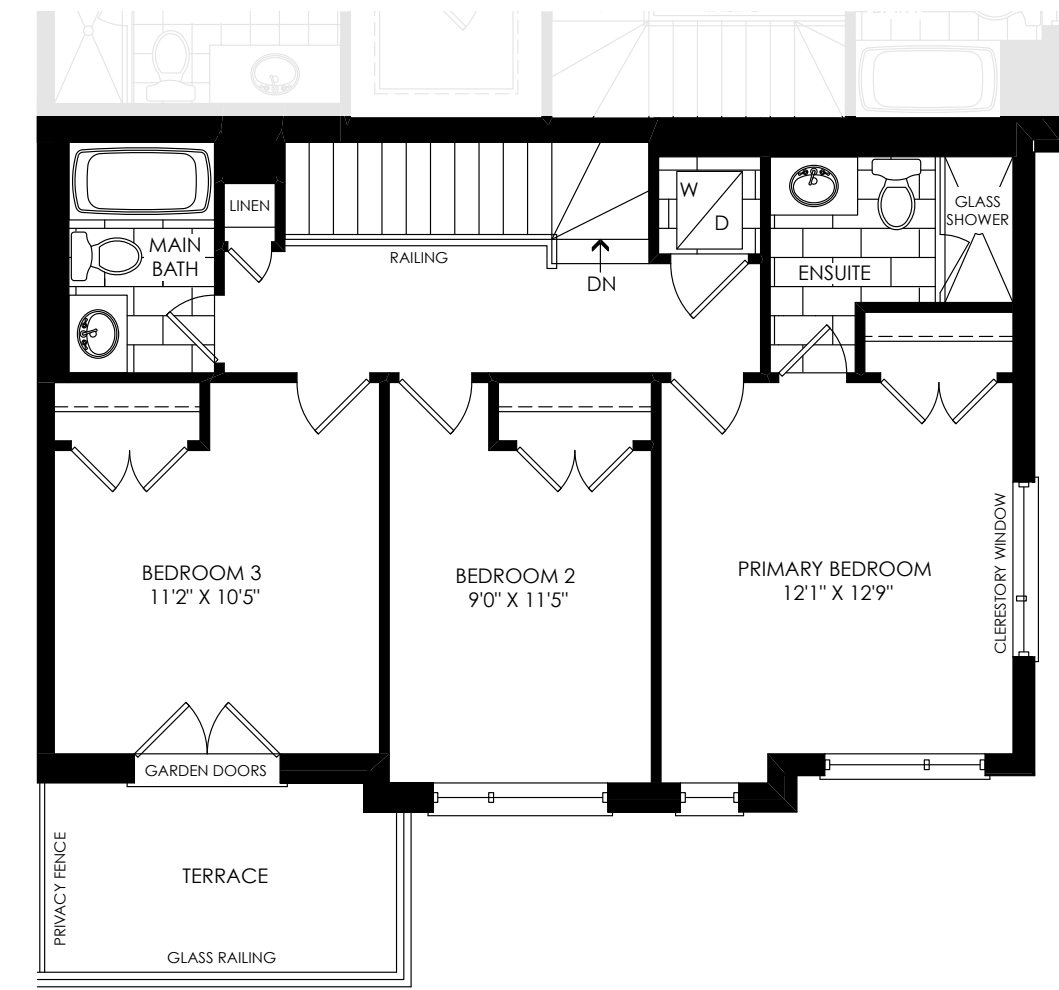 LINEN
MAIN
BATH
RAILING
DN
W
D
ENSUITE
GLASS
SHOWER
BEDROOM 3
11'2" X 10'5"
BEDROOM 2
9'0" X 11'5"
PRIMARY BEDROOM
12'1" X 12'9"
CLERESTORY WINDOW
GARDEN DOORS
PRIVACY FENCE
TERRACE
GLASS RAILING